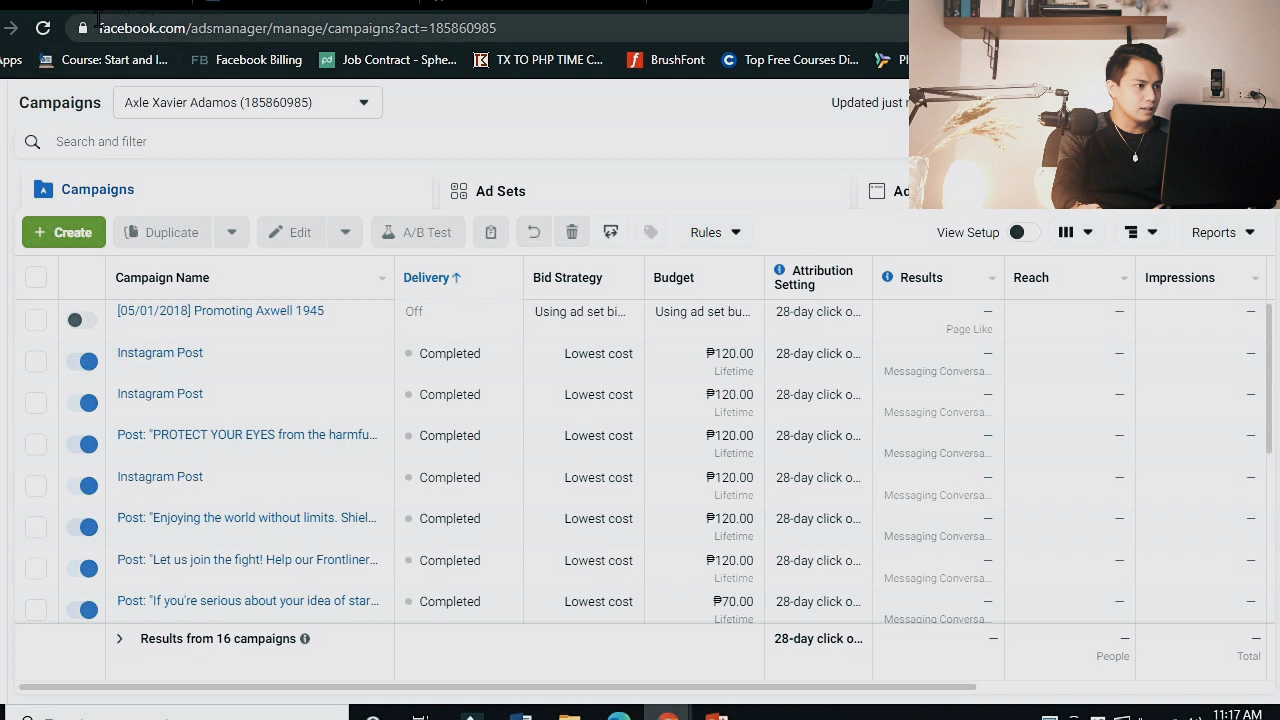 facebook.com/adsmanager/manage/campaigns?act=185860985
Apps Course: Start and I... FB Facebook Billing Job Contract - Sphe... TX TO PHP TIME C... BrushFont Top Free Courses Di...
Campaigns Axle Xavier Adamos (185860985) Updated just
Search and filter
Campaigns Ad Sets
+ Create Duplicate Edit A/B Test Rules View Setup Reports
Campaign Name Delivery ↑ Bid Strategy Budget Attribution Setting Results Reach Impressions
[05/01/2018] Promoting Axwell 1945 Off Using ad set bi... Using ad set bu... 28-day click o... — — —
Page Like
Instagram Post Completed Lowest cost ₱120.00 28-day click o... — — —
Lifetime Messaging Conversa...
Instagram Post Completed Lowest cost ₱120.00 28-day click o... — — —
Lifetime Messaging Conversa...
Post: "PROTECT YOUR EYES from the harmfu... Completed Lowest cost ₱120.00 28-day click o... — — —
Lifetime Messaging Conversa...
Instagram Post Completed Lowest cost ₱120.00 28-day click o... — — —
Lifetime Messaging Conversa...
Post: "Enjoying the world without limits. Shiel... Completed Lowest cost ₱120.00 28-day click o... — — —
Lifetime Messaging Conversa...
Post: "Let us join the fight! Help our Frontliner... Completed Lowest cost ₱120.00 28-day click o... — — —
Lifetime Messaging Conversa...
Post: "If you're serious about your idea of star... Completed Lowest cost ₱70.00 28-day click o... — — —
Lifetime Messaging Conversa...
Results from 16 campaigns 28-day click o... — — —
People Total
11:17 AM